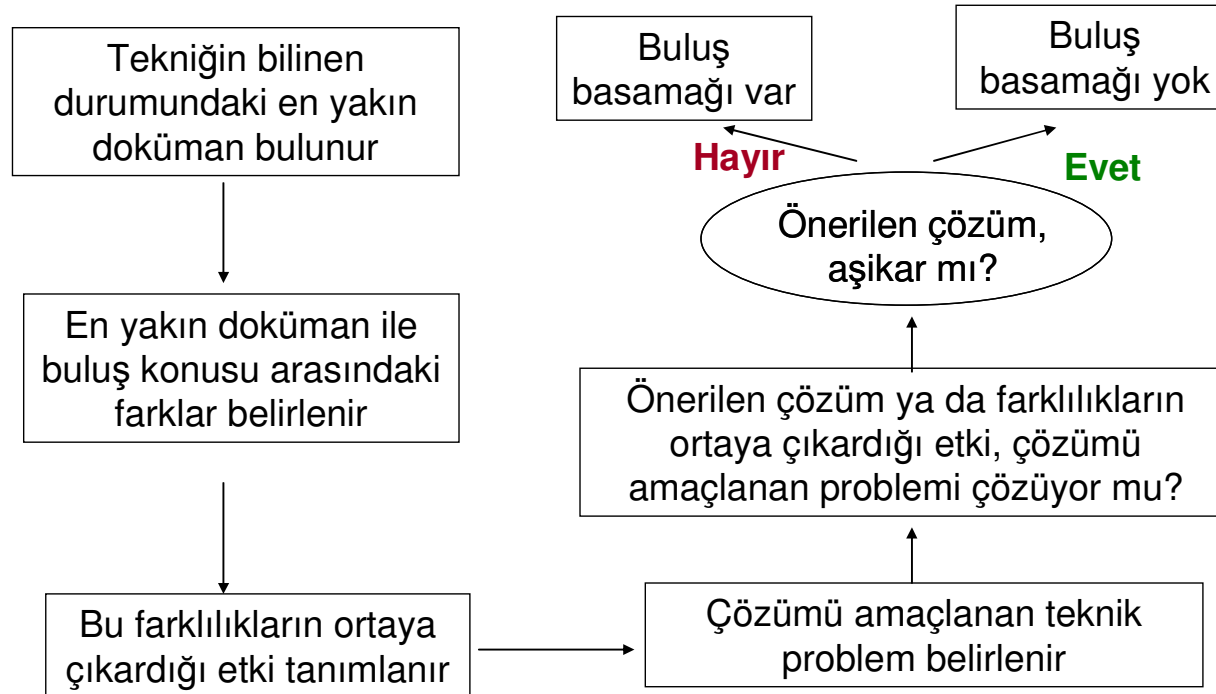 Tekniğin bilinen
durumundaki en yakın
doküman bulunur
En yakın doküman ile
buluş konusu arasındaki
farklar belirlenir
Bu farklılıkların ortaya
çıkardığı etki tanımlanır
Çözümü amaçlanan teknik
problem belirlenir
Önerilen çözüm ya da farklılıkların
ortaya çıkardığı etki, çözümü
amaçlanan problemi çözüyor mu?
Önerilen çözüm,
aşikar mı?
Hayır
Evet
Buluş
basamağı var
Buluş
basamağı yok